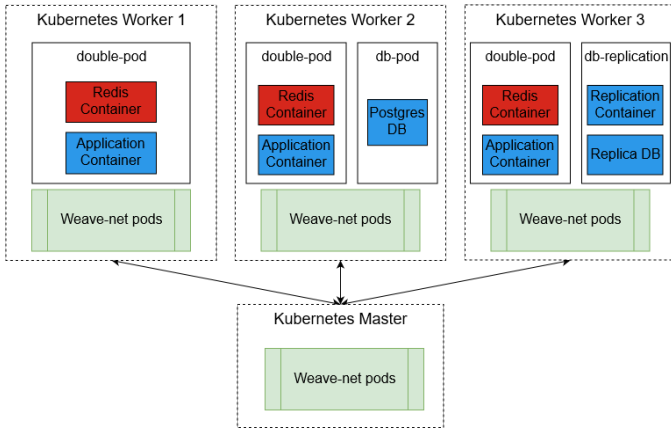 Kubernetes Worker 1
double-pod
Redis
Container
Application
Container
Weave-net pods
Kubernetes Worker 2
double-pod
Redis
Container
Application
Container
db-pod
Postgres
DB
Weave-net pods
Kubernetes Worker 3
double-pod
Redis
Container
Application
Container
db-replication
Replication
Container
Replica DB
Weave-net pods
Kubernetes Master
Weave-net pods